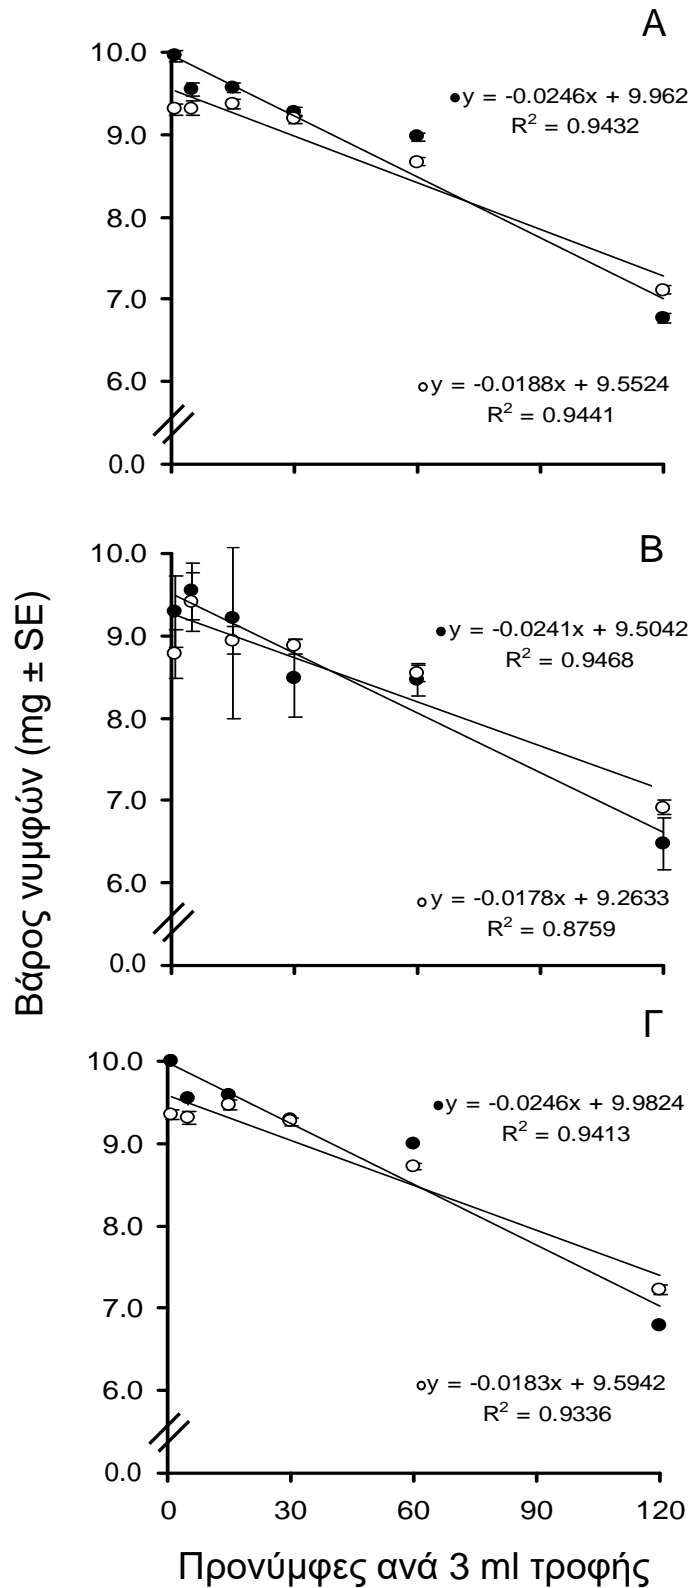 Βάρος νυμφών (mg ± SE)
Α
10.0
9.0
8.0
7.0
6.0
0.0
y = -0.0246x + 9.962
R² = 0.9432
y = -0.0188x + 9.5524
R² = 0.9441
Β
10.0
9.0
8.0
7.0
6.0
0.0
y = -0.0241x + 9.5042
R² = 0.9468
y = -0.0178x + 9.2633
R² = 0.8759
Γ
10.0
9.0
8.0
7.0
6.0
0.0
y = -0.0246x + 9.9824
R² = 0.9413
y = -0.0183x + 9.5942
R² = 0.9336
0 30 60 90 120
Προνύμφες ανά 3 ml τροφής